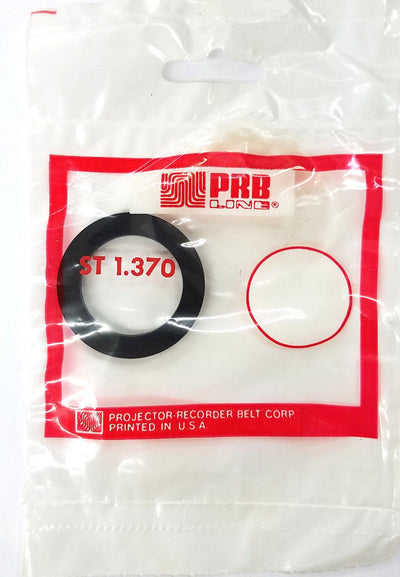 PRB
LINE®
ST 1.370
PROJECTOR-RECORDER BELT CORP.
PRINTED IN U.S.A.